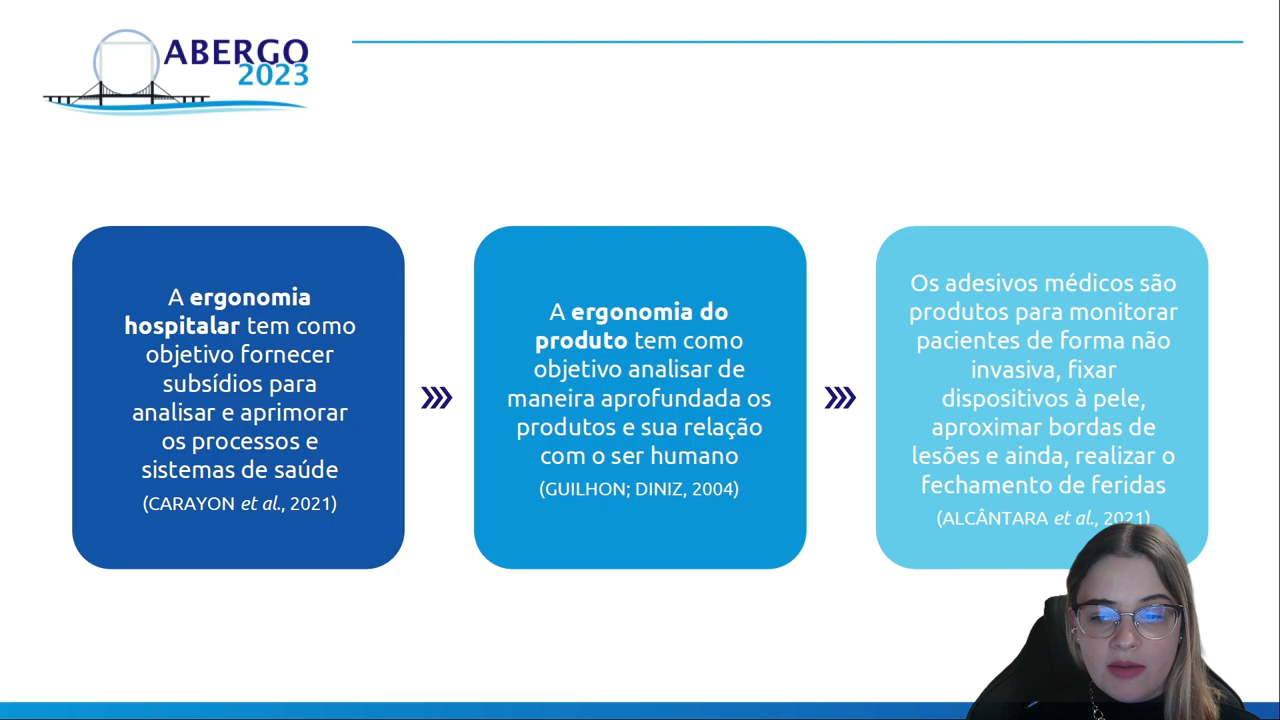 ABERGO
2023
A ergonomia
hospitalar tem como
objetivo fornecer
subsídios para
analisar e aprimorar
os processos e
sistemas de saúde
(CARAYON et al., 2021)
A ergonomia do
produto tem como
objetivo analisar de
maneira aprofundada os
produtos e sua relação
com o ser humano
(GUILHON; DINIZ, 2004)
Os adesivos médicos são
produtos para monitorar
pacientes de forma não
invasiva, fixar
dispositivos à pele,
aproximar bordas de
lesões e ainda, realizar o
fechamento de feridas
(ALCÂNTARA et al., 2021)